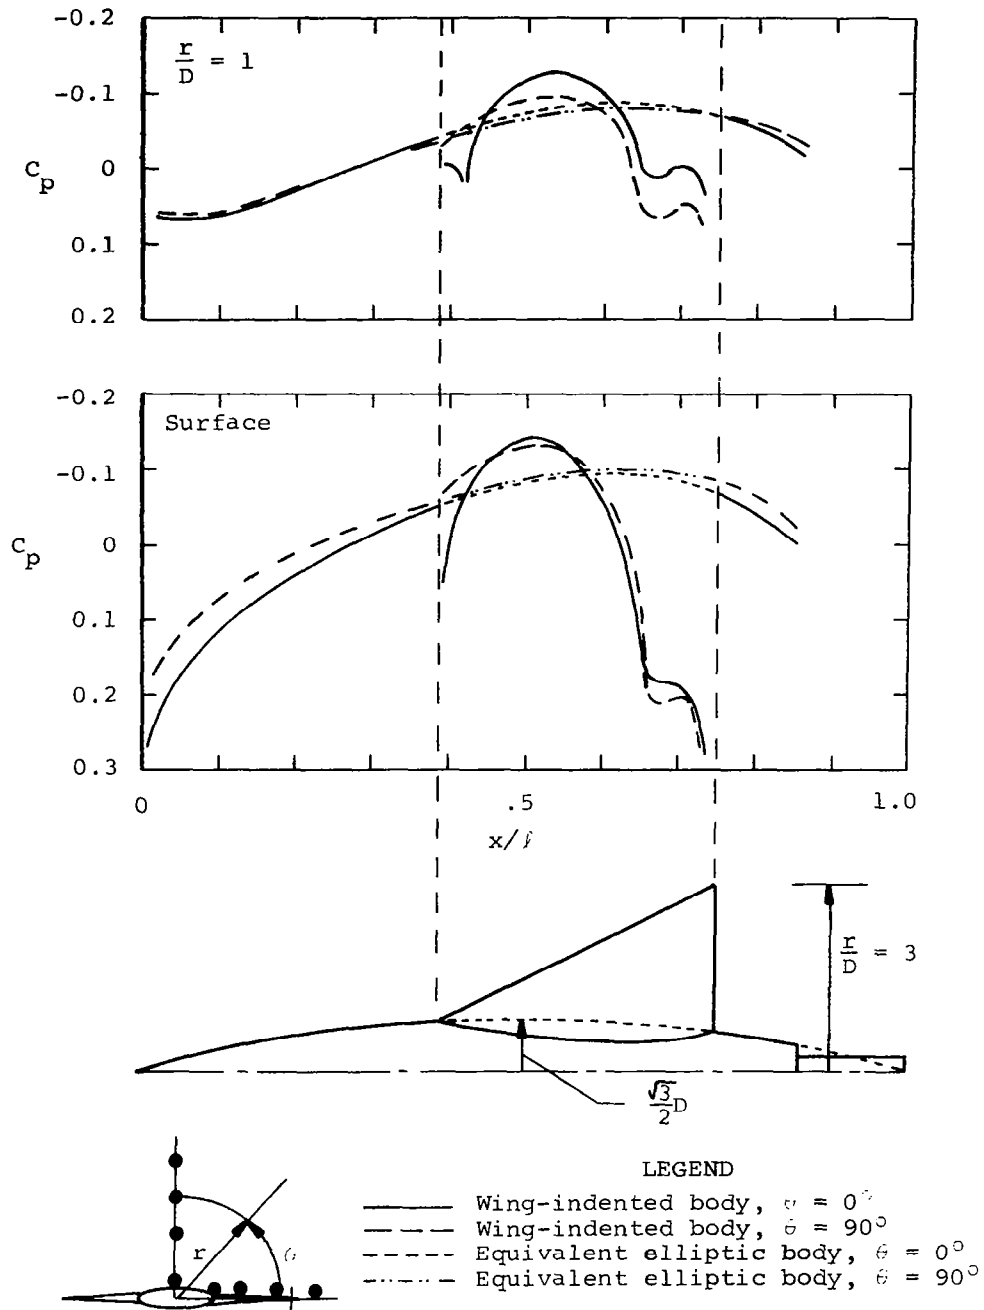 -0.2
r/D = 1
-0.1
Cp
0
0.1
0.2
-0.2
Surface
-0.1
Cp
0
0.1
0.2
0.3
0 .5 1.0
x/ℓ
r/D = 3
√3/2 D
LEGEND
Wing-indented body, θ = 0°
Wing-indented body, θ = 90°
Equivalent elliptic body, θ = 0°
Equivalent elliptic body, θ = 90°
r
θ